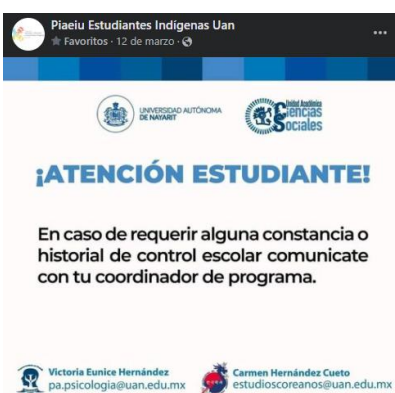 Piaeiu Estudiantes Indígenas Uan
Favoritos · 12 de marzo ·
UNIVERSIDAD AUTÓNOMA
DE NAYARIT
Unidad Académica
Ciencias
Sociales
¡ATENCIÓN ESTUDIANTE!
En caso de requerir alguna constancia o
historial de control escolar comunicate
con tu coordinador de programa.
Victoria Eunice Hernández
pa.psicologia@uan.edu.mx
Carmen Hernández Cueto
estudioscoreanos@uan.edu.mx